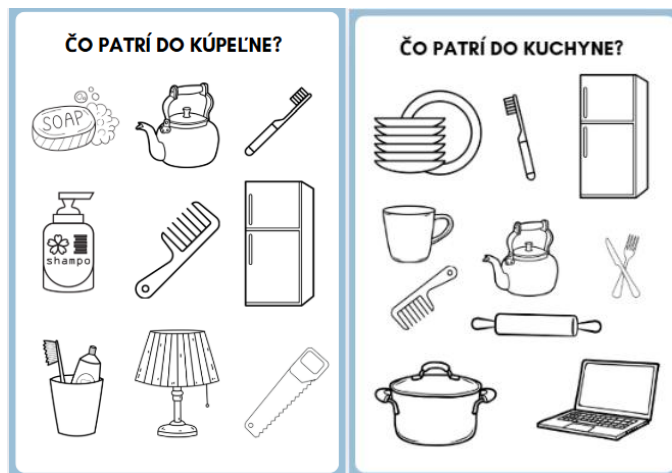 ČO PATRÍ DO KÚPEĽNE?
SOAP
shampo
ČO PATRÍ DO KUCHYNE?